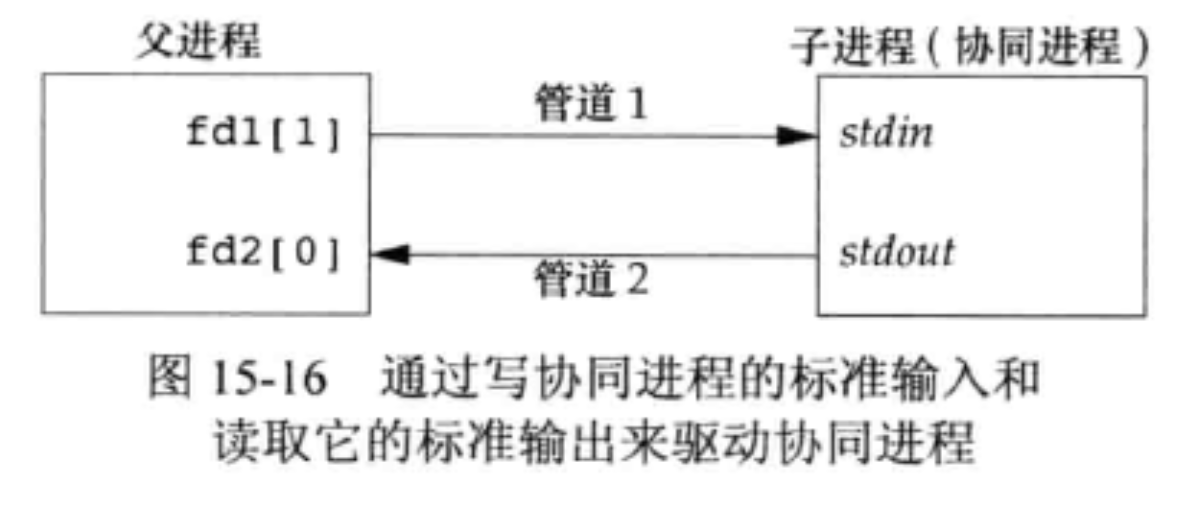 父进程
子进程(协同进程)
管道 1
fd1[1]
stdin
fd2[0]
stdout
管道 2
图 15-16 通过写协同进程的标准输入和
读取它的标准输出来驱动协同进程